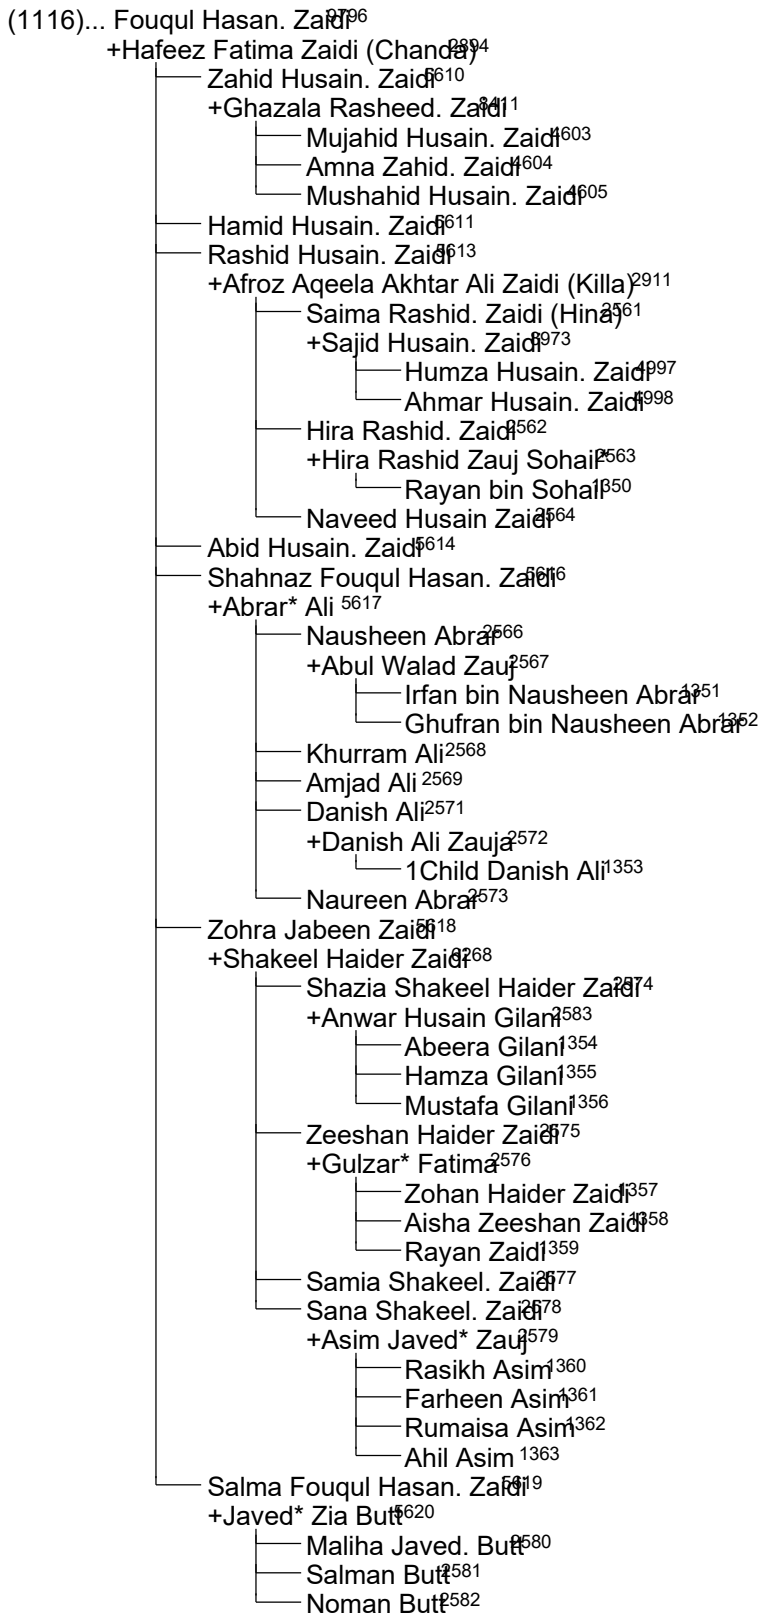 (1116)... Fouqul Hasan. Zaidi9796
+Hafeez Fatima Zaidi (Chanda)2894
Zahid Husain. Zaidi5610
+Ghazala Rasheed. Zaidi8411
Mujahid Husain. Zaidi4603
Amna Zahid. Zaidi4604
Mushahid Husain. Zaidi4605
Hamid Husain. Zaidi5611
Rashid Husain. Zaidi5613
+Afroz Aqeela Akhtar Ali Zaidi (Killa)2911
Saima Rashid. Zaidi (Hina)2561
+Sajid Husain. Zaidi8973
Humza Husain. Zaidi4997
Ahmar Husain. Zaidi4998
Hira Rashid. Zaidi2562
+Hira Rashid Zauj Sohail*2563
Rayan bin Sohail1350
Naveed Husain Zaidi2564
Abid Husain. Zaidi5614
Shahnaz Fouqul Hasan. Zaidi5616
+Abrar* Ali 5617
Nausheen Abrar2566
+Abul Walad Zauj2567
Irfan bin Nausheen Abrar1351
Ghufran bin Nausheen Abrar1352
Khurram Ali2568
Amjad Ali 2569
Danish Ali2571
+Danish Ali Zauja2572
1Child Danish Ali1353
Naureen Abrar2573
Zohra Jabeen Zaidi5618
+Shakeel Haider Zaidi6268
Shazia Shakeel Haider Zaidi2574
+Anwar Husain Gilani2583
Abeera Gilani1354
Hamza Gilani1355
Mustafa Gilani1356
Zeeshan Haider Zaidi2575
+Gulzar* Fatima2576
Zohan Haider Zaidi1357
Aisha Zeeshan Zaidi1358
Rayan Zaidi1359
Samia Shakeel. Zaidi2577
Sana Shakeel. Zaidi2578
+Asim Javed* Zauj2579
Rasikh Asim1360
Farheen Asim1361
Rumaisa Asim1362
Ahil Asim 1363
Salma Fouqul Hasan. Zaidi5619
+Javed* Zia Butt5620
Maliha Javed. Butt2580
Salman Butt2581
Noman Butt2582